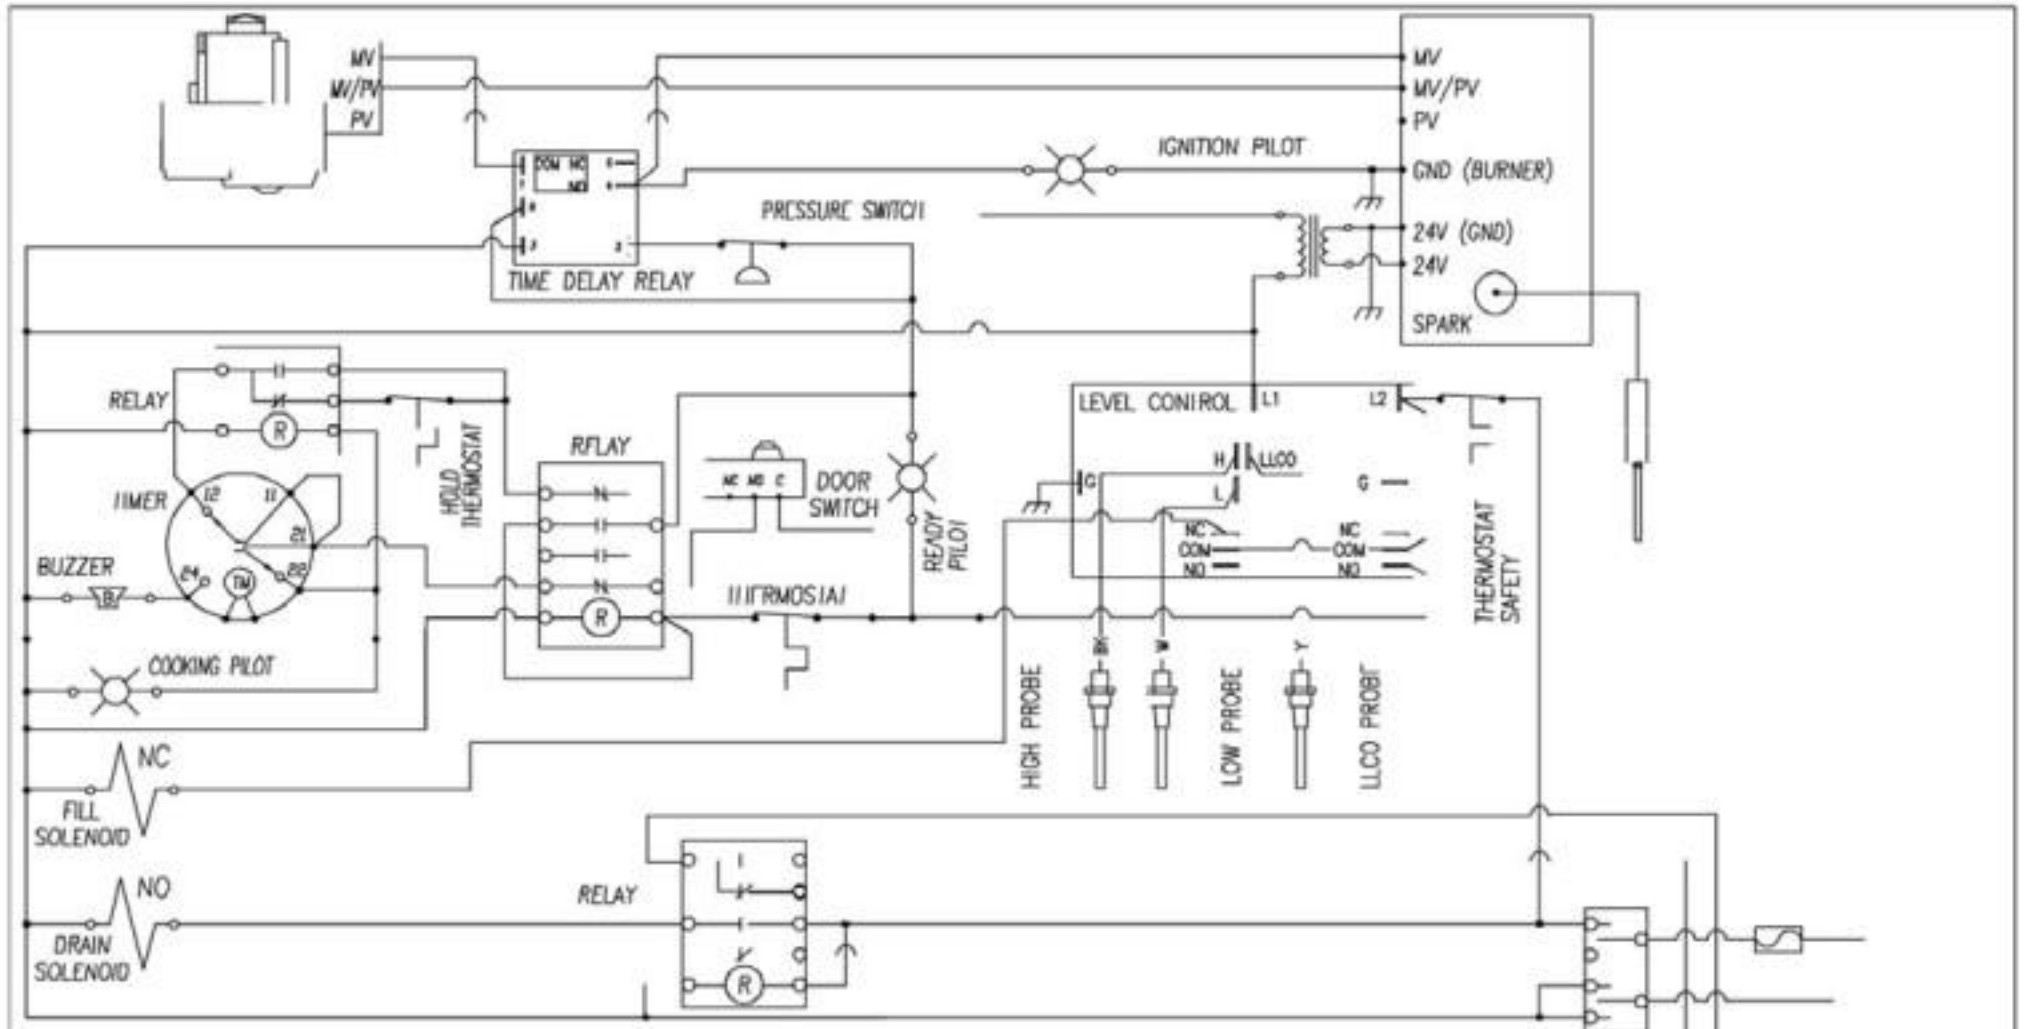 MV
MV/PV
PV
MV
MV/PV
PV
GND (BURNER)
24V (GND)
24V
SPARK
IGNITION PILOT
COM NC
NO
PRESSURE SWITCH
TIME DELAY RELAY
RELAY
R
HOLD
THERMOSTAT
TIMER
12
11
21
22
24
TM
BUZZER
B
COOKING PILOT
RELAY
R
NC NO C
DOOR
SWITCH
READY
PILOT
THERMOSTAT
LEVEL CONTROL
L1
L2
H
LLCO
L
G
G
NC
COM
NO
NC
COM
NO
THERMOSTAT
SAFETY
BK
W
Y
HIGH PROBE
LOW PROBE
LLCO PROBE
NC
FILL
SOLENOID
NO
DRAIN
SOLENOID
RELAY
R